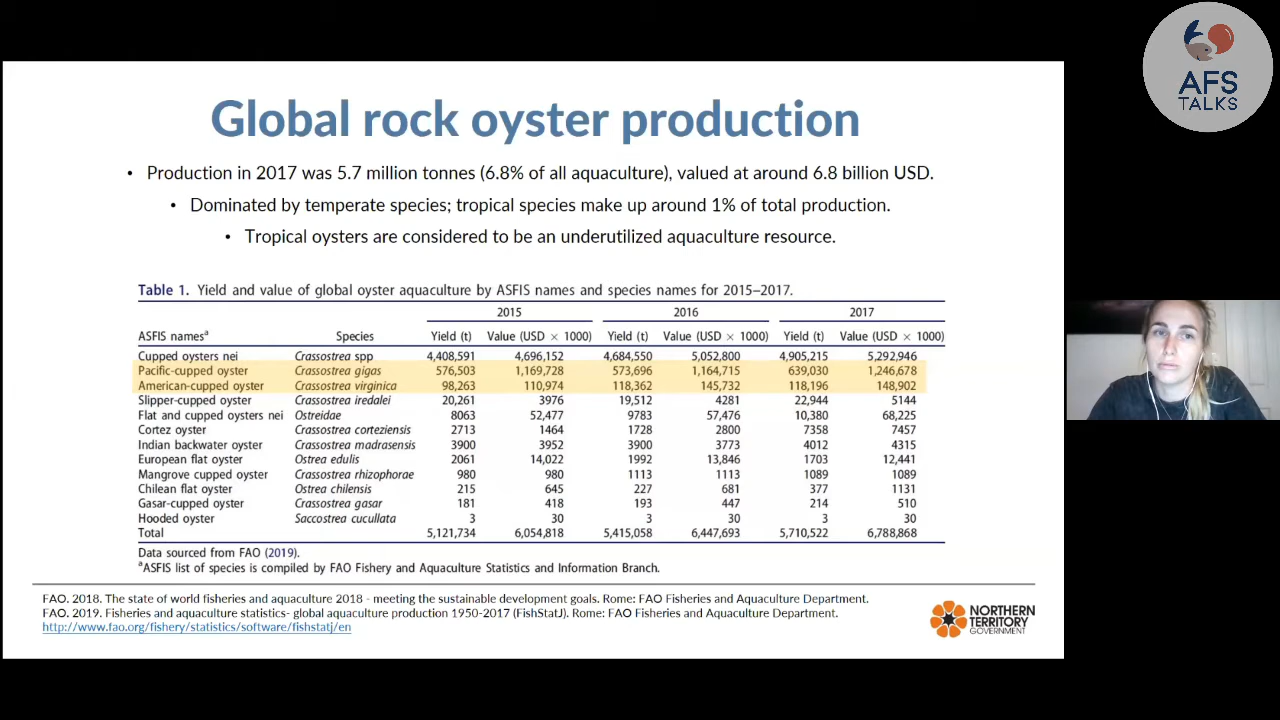 AFS
TALKS
Global rock oyster production
• Production in 2017 was 5.7 million tonnes (6.8% of all aquaculture), valued at around 6.8 billion USD.
• Dominated by temperate species; tropical species make up around 1% of total production.
• Tropical oysters are considered to be an underutilized aquaculture resource.
Table 1. Yield and value of global oyster aquaculture by ASFIS names and species names for 2015–2017.
2015 2016 2017
ASFIS namesᵃ Species Yield (t) Value (USD × 1000) Yield (t) Value (USD × 1000) Yield (t) Value (USD × 1000)
Cupped oysters nei Crassostrea spp 4,408,591 4,696,152 4,684,550 5,052,800 4,905,215 5,292,946
Pacific-cupped oyster Crassostrea gigas 576,503 1,169,728 573,696 1,164,715 639,030 1,246,678
American-cupped oyster Crassostrea virginica 98,263 110,974 118,362 145,732 118,196 148,902
Slipper-cupped oyster Crassostrea iredalei 20,261 3976 19,512 4281 22,944 5144
Flat and cupped oysters nei Ostreidae 8063 52,477 9783 57,476 10,380 68,225
Cortez oyster Crassostrea corteziensis 2713 1464 1728 2800 7358 7457
Indian backwater oyster Crassostrea madrasensis 3900 3952 3900 3773 4012 4315
European flat oyster Ostrea edulis 2061 14,022 1992 13,846 1703 12,441
Mangrove cupped oyster Crassostrea rhizophorae 980 980 1113 1113 1089 1089
Chilean flat oyster Ostrea chilensis 215 645 227 681 377 1131
Gasar-cupped oyster Crassostrea gasar 181 418 193 447 214 510
Hooded oyster Saccostrea cucullata 3 30 3 30 3 30
Total 5,121,734 6,054,818 5,415,058 6,447,693 5,710,522 6,788,868
Data sourced from FAO (2019).
ᵃASFIS list of species is compiled by FAO Fishery and Aquaculture Statistics and Information Branch.
FAO. 2018. The state of world fisheries and aquaculture 2018 - meeting the sustainable development goals. Rome: FAO Fisheries and Aquaculture Department.
FAO. 2019. Fisheries and aquaculture statistics- global aquaculture production 1950-2017 (FishStatJ). Rome: FAO Fisheries and Aquaculture Department.
http://www.fao.org/fishery/statistics/software/fishstatj/en
NORTHERN
TERRITORY
GOVERNMENT